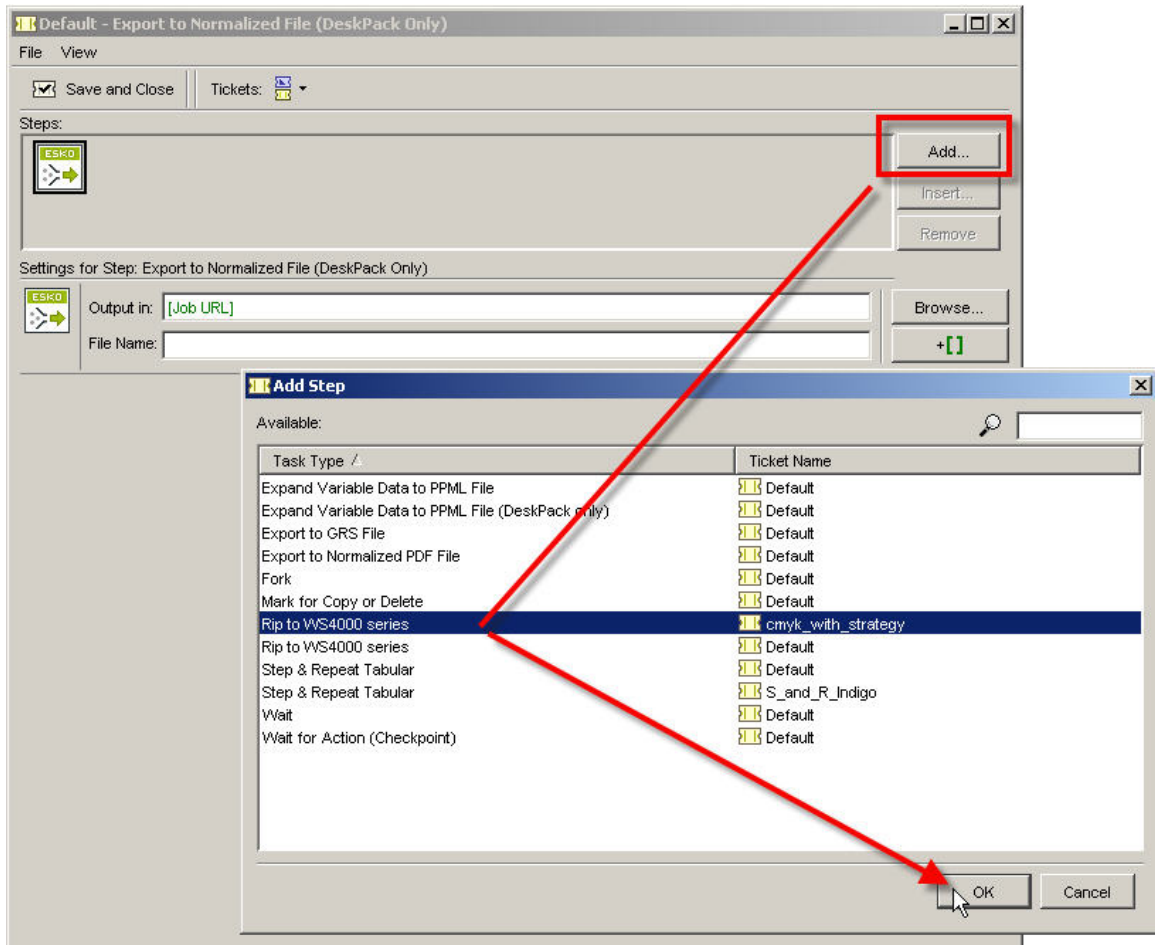 Default - Export to Normalized File (DeskPack Only)
File View
Save and Close Tickets:
Steps:
ESKO
Add...
Insert...
Remove
Settings for Step: Export to Normalized File (DeskPack Only)
ESKO
Output in: [Job URL] Browse...
File Name: +[]
Add Step
Available:
Task Type Ticket Name
Expand Variable Data to PPML File Default
Expand Variable Data to PPML File (DeskPack only) Default
Export to GRS File Default
Export to Normalized PDF File Default
Fork Default
Mark for Copy or Delete Default
Rip to WS4000 series cmyk_with_strategy
Rip to WS4000 series Default
Step & Repeat Tabular Default
Step & Repeat Tabular S_and_R_Indigo
Wait Default
Wait for Action (Checkpoint) Default
OK Cancel